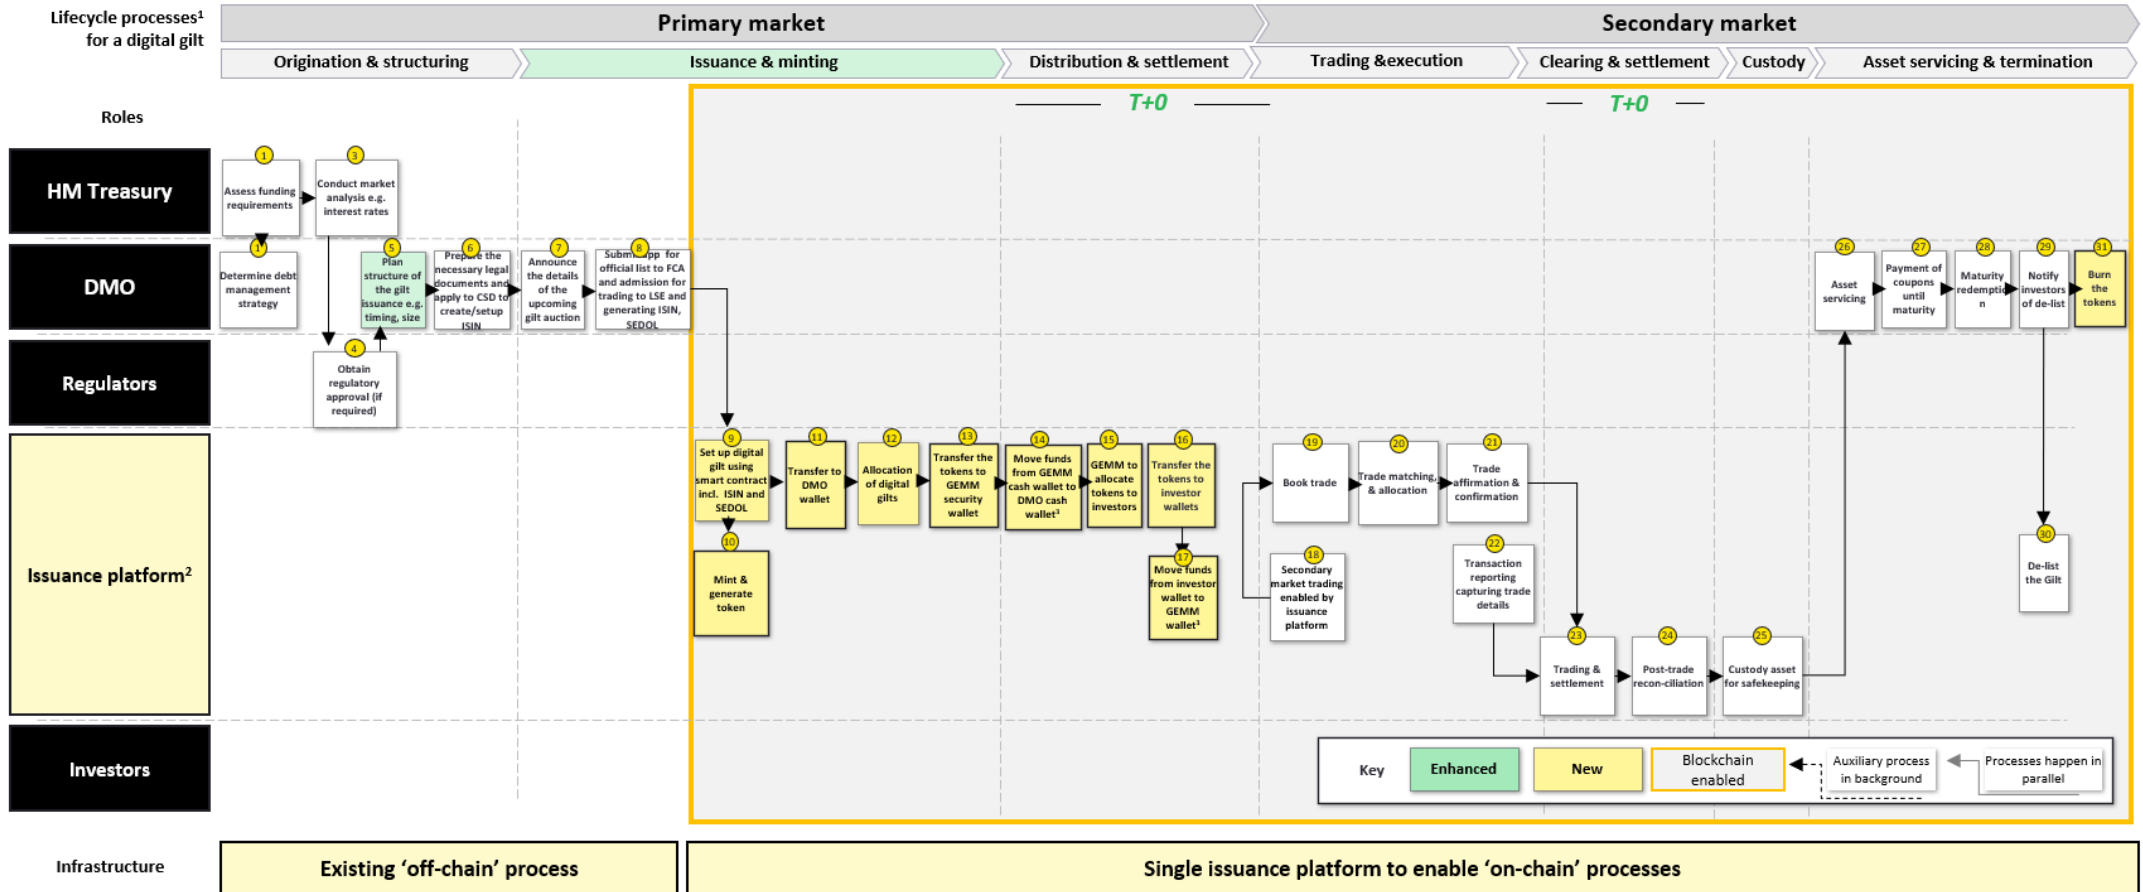 Lifecycle processes¹
for a digital gilt
Primary market
Secondary market
Origination & structuring
Issuance & minting
Distribution & settlement
Trading &execution
Clearing & settlement
Custody
Asset servicing & termination
T+0
T+0
Roles
HM Treasury
1
Assess funding
requirements
3
Conduct market
analysis e.g.
interest rates
DMO
1
Determine debt
management
strategy
5
Plan
structure of
the gilt
issuance e.g.
timing, size
6
Prepare the
necessary legal
documents and
apply to CSD to
create/setup
ISIN
7
Announce
the details
of the
upcoming
gilt auction
8
Submit app for
official list to FCA
and admission for
trading to LSE and
generating ISIN,
SEDOL
26
Asset
servicing
27
Payment of
coupons
until
maturity
28
Maturity
redemptio
n
29
Notify
investors
of de-list
31
Burn
the
tokens
Regulators
4
Obtain
regulatory
approval (if
required)
Issuance platform²
9
Set up digital
gilt using
smart contract
incl. ISIN and
SEDOL
10
Mint &
generate
token
11
Transfer to
DMO
wallet
12
Allocation
of digital
gilts
13
Transfer the
tokens to
GEMM
security
wallet
14
Move funds
from GEMM
cash wallet to
DMO cash
wallet³
15
GEMM to
allocate
tokens to
investors
16
Transfer the
tokens to
investor
wallets
17
Move funds
from investor
wallet to
GEMM
wallet³
18
Secondary
market trading
enabled by
issuance
platform
19
Book trade
20
Trade matching,
& allocation
21
Trade
affirmation &
confirmation
22
Transaction
reporting
capturing trade
details
23
Trading &
settlement
24
Post-trade
recon-ciliation
25
Custody asset
for safekeeping
30
De-list
the Gilt
Investors
Key
Enhanced
New
Blockchain
enabled
Auxiliary process
in background
Processes happen in
parallel
Infrastructure
Existing ‘off-chain’ process
Single issuance platform to enable ‘on-chain’ processes